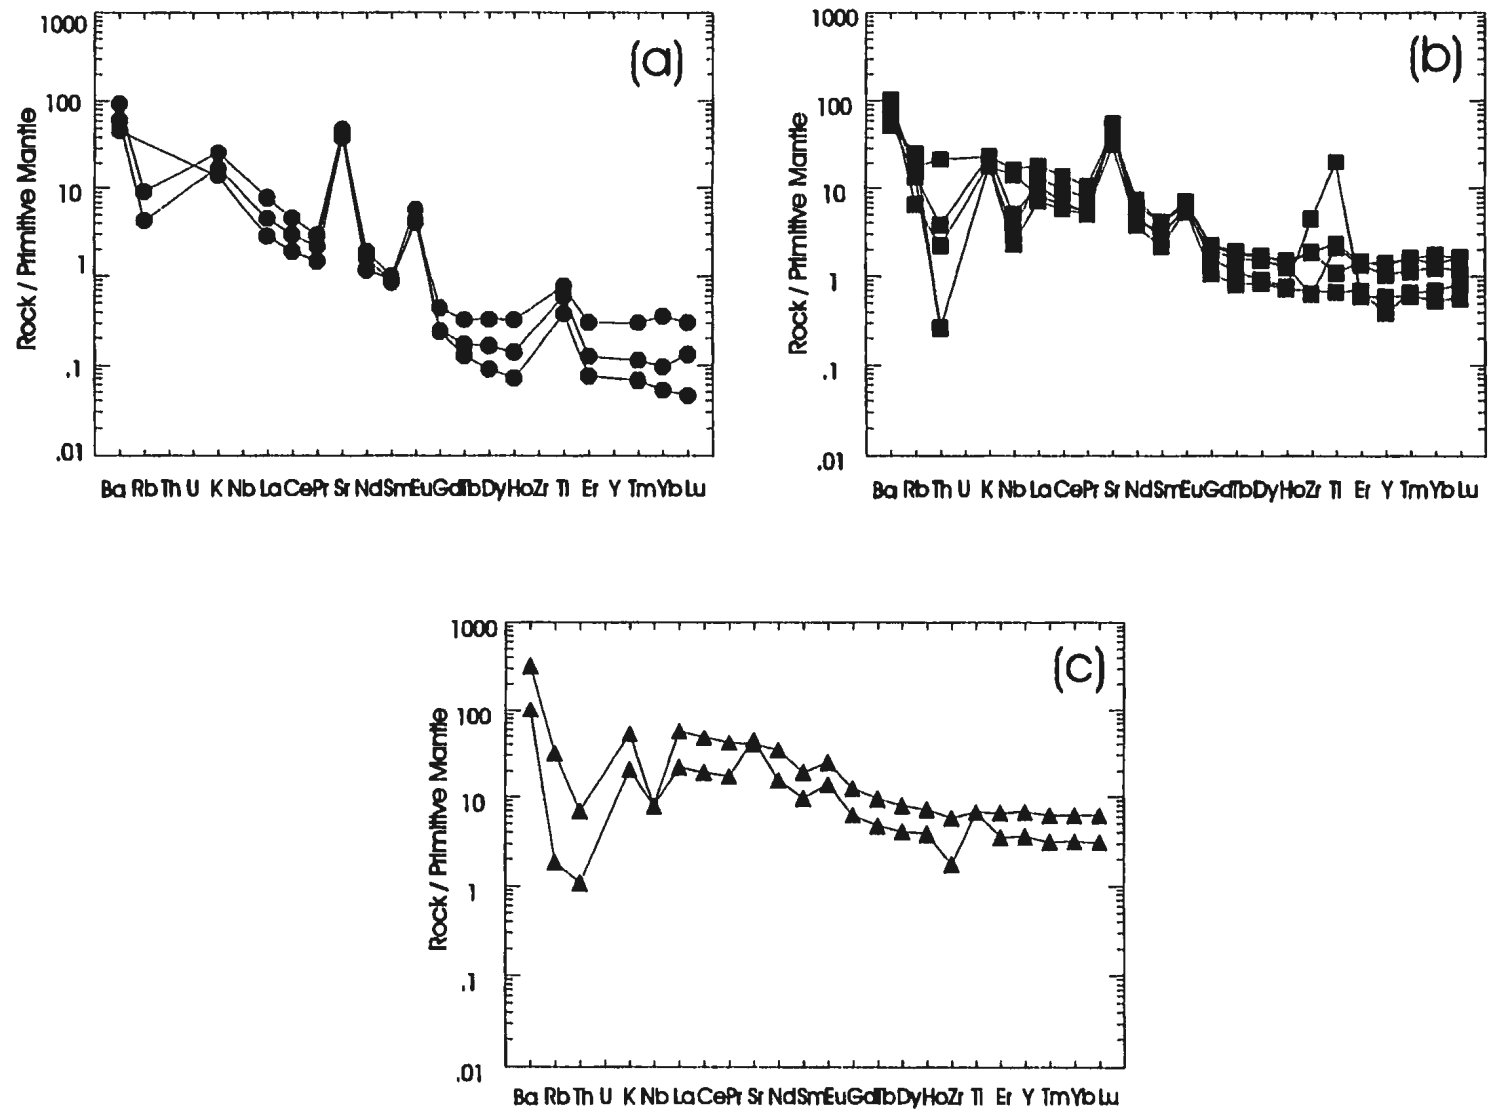 (a)
1000
100
10
1
.1
.01
Rock / Primitive Mantle
Ba Rb Th U K Nb La Ce Pr Sr Nd Sm Eu Gd Tb Dy Ho Zr Ti Er Y Tm Yb Lu
(b)
1000
100
10
1
.1
.01
Rock / Primitive Mantle
Ba Rb Th U K Nb La Ce Pr Sr Nd Sm Eu Gd Tb Dy Ho Zr Ti Er Y Tm Yb Lu
(c)
1000
100
10
1
.1
.01
Rock / Primitive Mantle
Ba Rb Th U K Nb La Ce Pr Sr Nd Sm Eu Gd Tb Dy Ho Zr Ti Er Y Tm Yb Lu